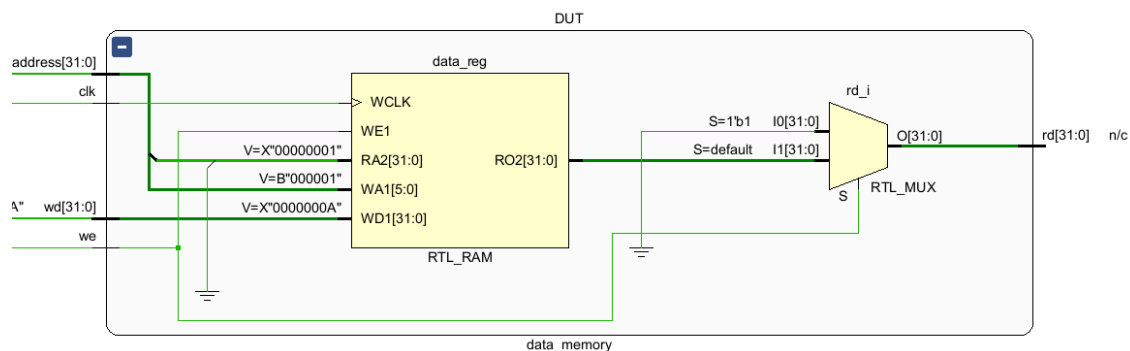 DUT
address[31:0]
clk
A" wd[31:0]
we
data_reg
WCLK
WE1
V=X"00000001" RA2[31:0] RO2[31:0]
V=B"000001" WA1[5:0]
V=X"0000000A" WD1[31:0]
RTL_RAM
rd_i
S=1'b1 I0[31:0]
S=default I1[31:0]
O[31:0]
S
RTL_MUX
rd[31:0] n/c
data_memory